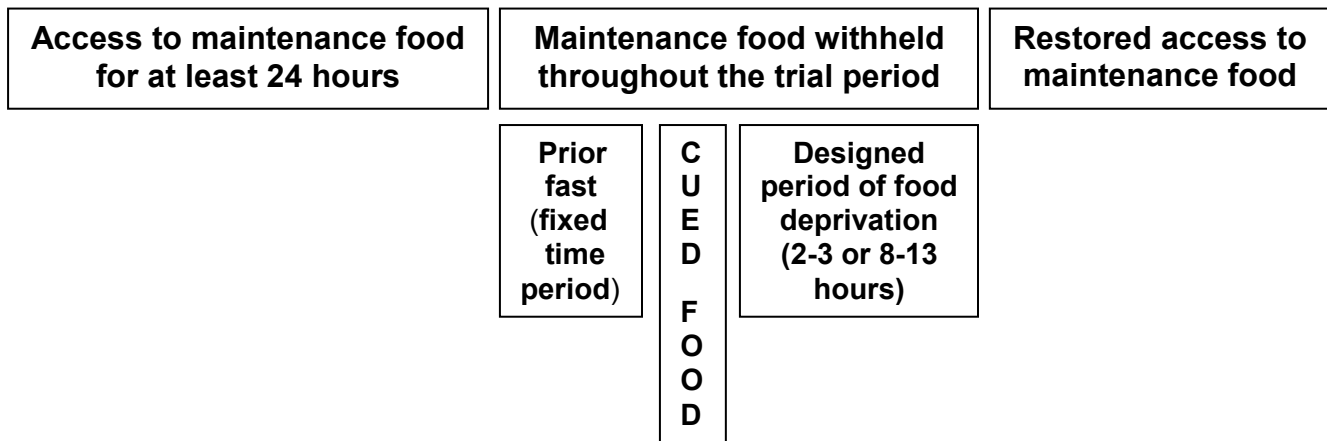 Access to maintenance food
for at least 24 hours
Maintenance food withheld
throughout the trial period
Restored access to
maintenance food
Prior
fast
(fixed
time
period)
C
U
E
D
F
O
O
D
Designed
period of food
deprivation
(2-3 or 8-13
hours)